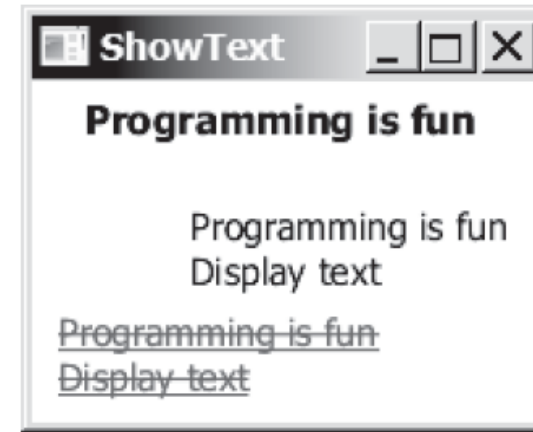 ShowText
Programming is fun
Programming is fun
Display text
Programming is fun
Display text